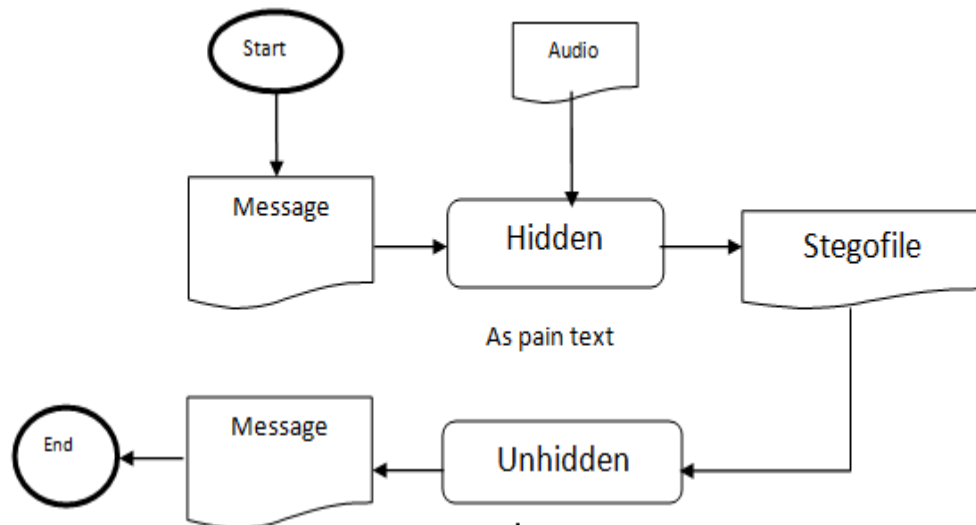 Start
Audio
Message
Hidden
Stegofile
As pain text
End
Message
Unhidden